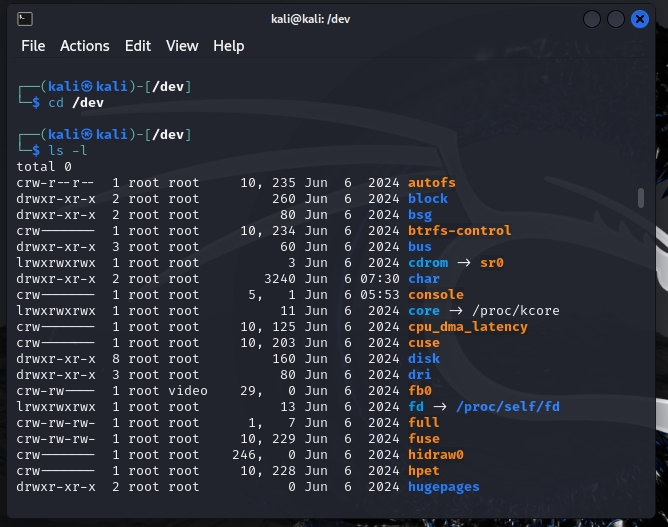 kali@kali: /dev
File Actions Edit View Help
┌──(kali㉿kali)-[/dev]
└─$ cd /dev
┌──(kali㉿kali)-[/dev]
└─$ ls -l
total 0
crw-r--r-- 1 root root 10, 235 Jun 6 2024 autofs
drwxr-xr-x 2 root root 260 Jun 6 2024 block
drwxr-xr-x 2 root root 80 Jun 6 2024 bsg
crw------- 1 root root 10, 234 Jun 6 2024 btrfs-control
drwxr-xr-x 3 root root 60 Jun 6 2024 bus
lrwxrwxrwx 1 root root 3 Jun 6 2024 cdrom -> sr0
drwxr-xr-x 2 root root 3240 Jun 6 07:30 char
crw------- 1 root root 5, 1 Jun 6 05:53 console
lrwxrwxrwx 1 root root 11 Jun 6 2024 core -> /proc/kcore
crw------- 1 root root 10, 125 Jun 6 2024 cpu_dma_latency
crw------- 1 root root 10, 203 Jun 6 2024 cuse
drwxr-xr-x 8 root root 160 Jun 6 2024 disk
drwxr-xr-x 3 root root 80 Jun 6 2024 dri
crw-rw---- 1 root video 29, 0 Jun 6 2024 fb0
lrwxrwxrwx 1 root root 13 Jun 6 2024 fd -> /proc/self/fd
crw-rw-rw- 1 root root 1, 7 Jun 6 2024 full
crw-rw-rw- 1 root root 10, 229 Jun 6 2024 fuse
crw------- 1 root root 246, 0 Jun 6 2024 hidraw0
crw------- 1 root root 10, 228 Jun 6 2024 hpet
drwxr-xr-x 2 root root 0 Jun 6 2024 hugepages